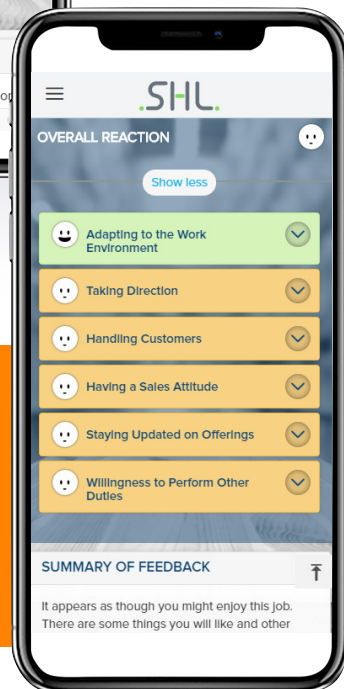 .SHL.
OVERALL REACTION
Show less
Adapting to the Work
Environment
Taking Direction
Handling Customers
Having a Sales Attitude
Staying Updated on Offerings
Willingness to Perform Other
Duties
SUMMARY OF FEEDBACK
It appears as though you might enjoy this job.
There are some things you will like and other